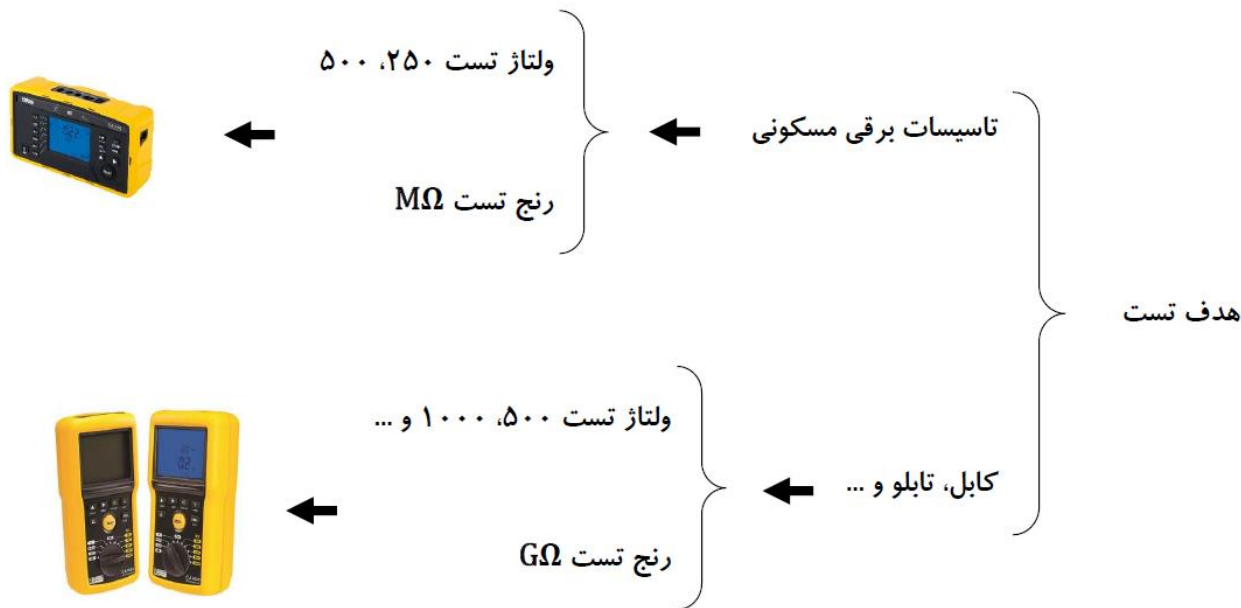 هدف تست
تاسیسات برقی مسکونی
ولتاژ تست ۲۵۰، ۵۰۰
رنج تست MΩ
کابل، تابلو و ...
ولتاژ تست ۵۰۰، ۱۰۰۰ و ...
رنج تست GΩ